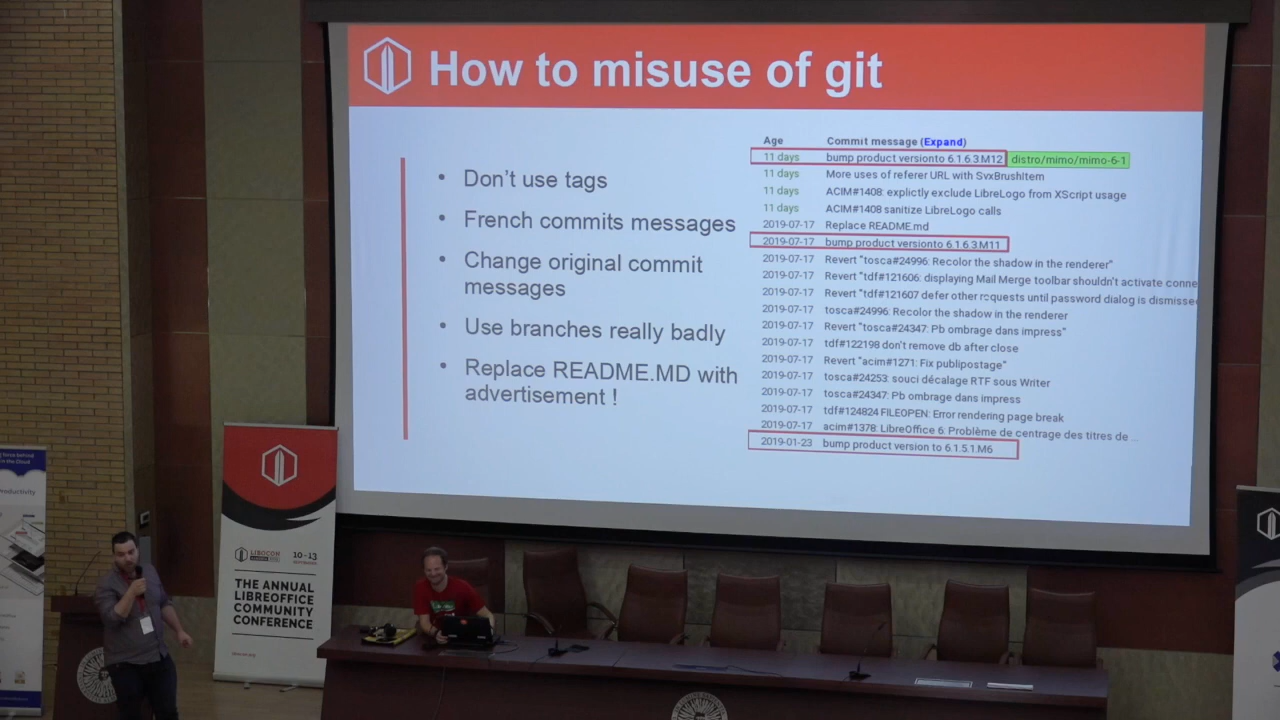 How to misuse of git
• Don't use tags
• French commits messages
• Change original commit
messages
• Use branches really badly
• Replace README.MD with
advertisement !
Age Commit message (Expand)
11 days bump product versionto 6.1.6.3.M12 distro/mimo/mimo-6-1
11 days More uses of referer URL with SvxBrushItem
11 days ACIM#1408: explictly exclude LibreLogo from XScript usage
11 days ACIM#1408 sanitize LibreLogo calls
2019-07-17 Replace README.md
2019-07-17 bump product versionto 6.1.6.3.M11
2019-07-17 Revert "tosca#24996: Recolor the shadow in the renderer"
2019-07-17 Revert "tdf#121606: displaying Mail Merge toolbar shouldn't activate conne
2019-07-17 Revert "tdf#121607 defer other requests until password dialog is dismissed
2019-07-17 tosca#24996: Recolor the shadow in the renderer
2019-07-17 Revert "tosca#24347: Pb ombrage dans impress"
2019-07-17 tdf#122198 don't remove db after close
2019-07-17 Revert "acim#1271: Fix publipostage"
2019-07-17 tosca#24253: souci décalage RTF sous Writer
2019-07-17 tosca#24347: Pb ombrage dans impress
2019-07-17 tdf#124824 FILEOPEN: Error rendering page break
2019-07-17 acim#1378: LibreOffice 6: Problème de centrage des titres de ...
2019-01-23 bump product version to 6.1.5.1.M6
LIBOCON
10-13
THE ANNUAL
LIBREOFFICE
COMMUNITY
CONFERENCE